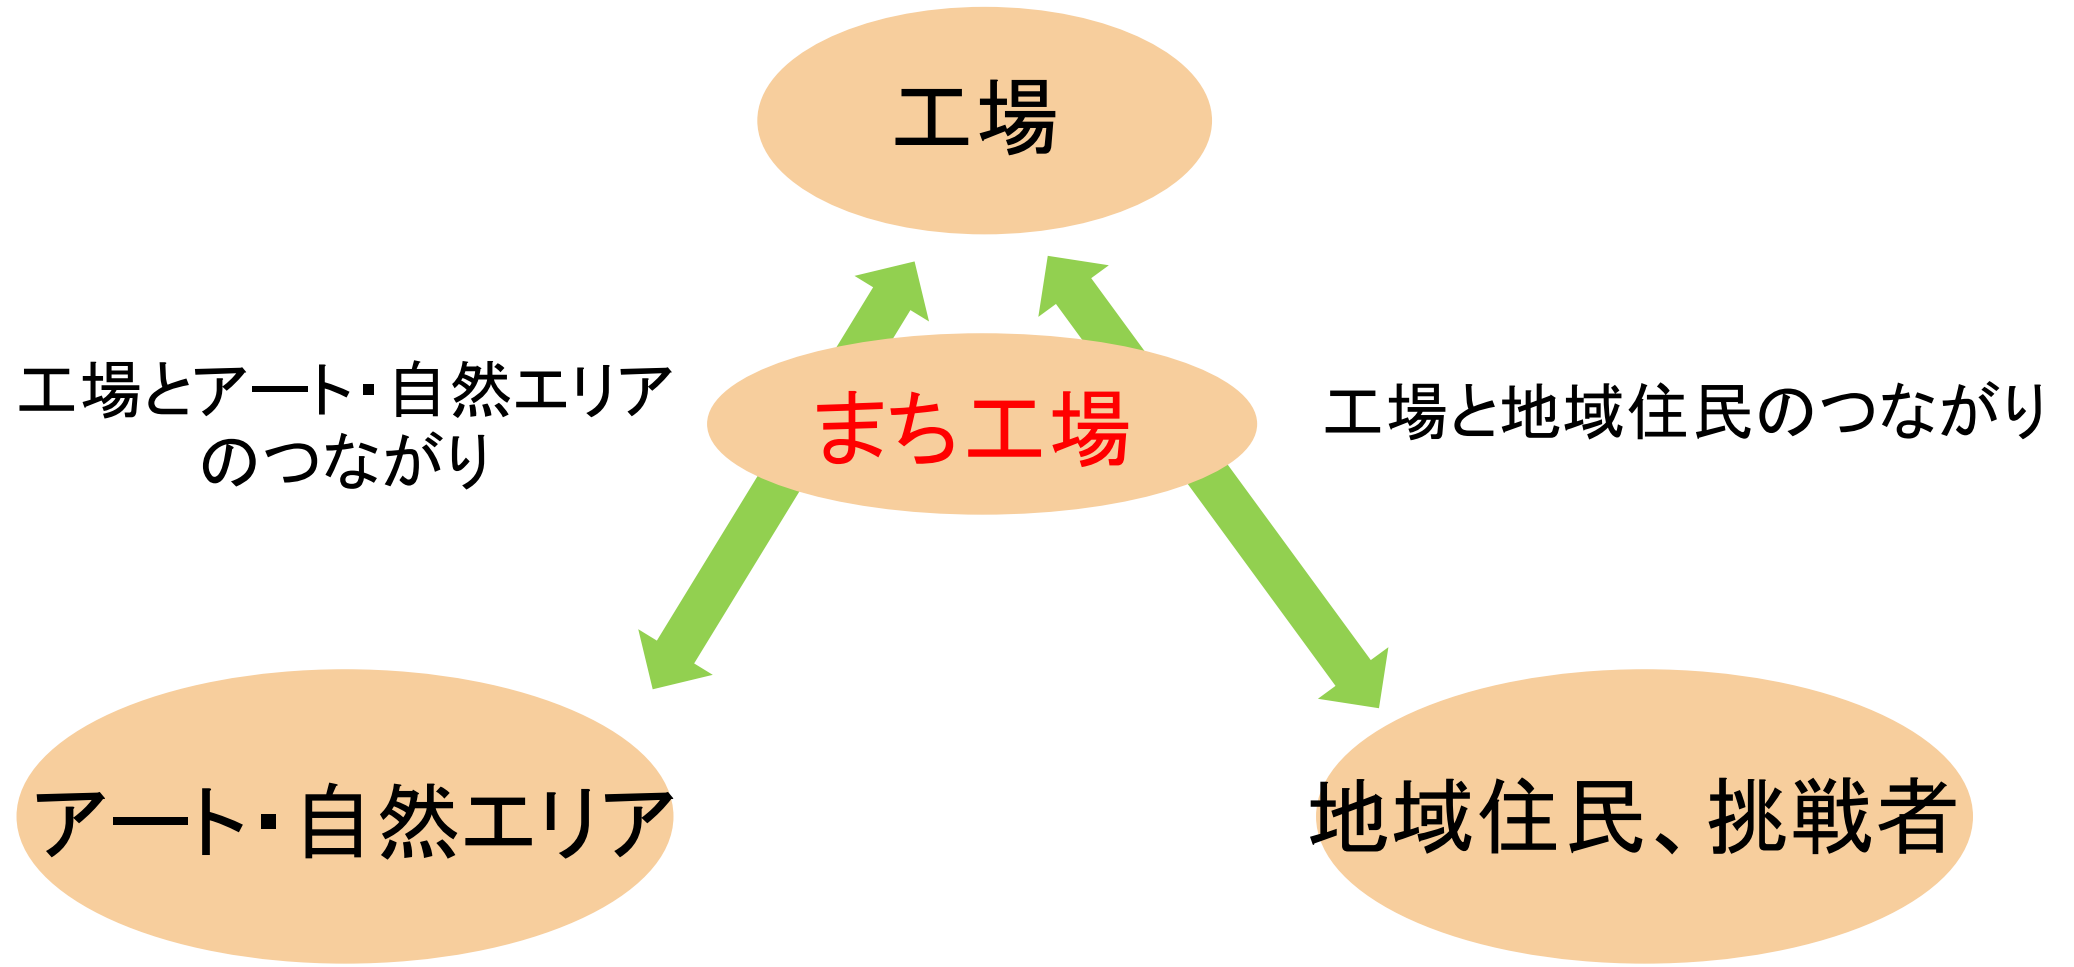 工場
工場とアート・自然エリア
のつながり
まち工場
工場と地域住民のつながり
アート・自然エリア
地域住民、挑戦者